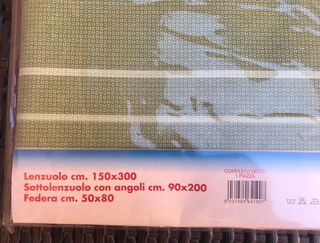 Lenzuolo cm. 150x300
Sottolenzuolo con angoli cm. 90x200
Federa cm. 50x80
COMPLETO LETTO
1 PIAZZA